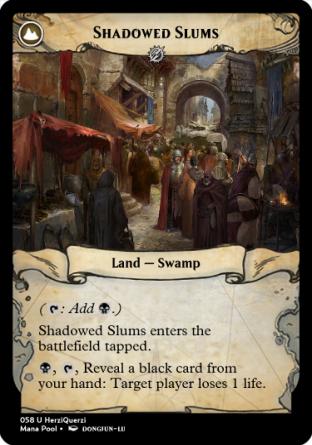 SHADOWED SLUMS
Land — Swamp
(: Add .)
Shadowed Slums enters the
battlefield tapped.
, , Reveal a black card from
your hand: Target player loses 1 life.
058 U HerziQuerzi
Mana Pool • DONGFUN-LU